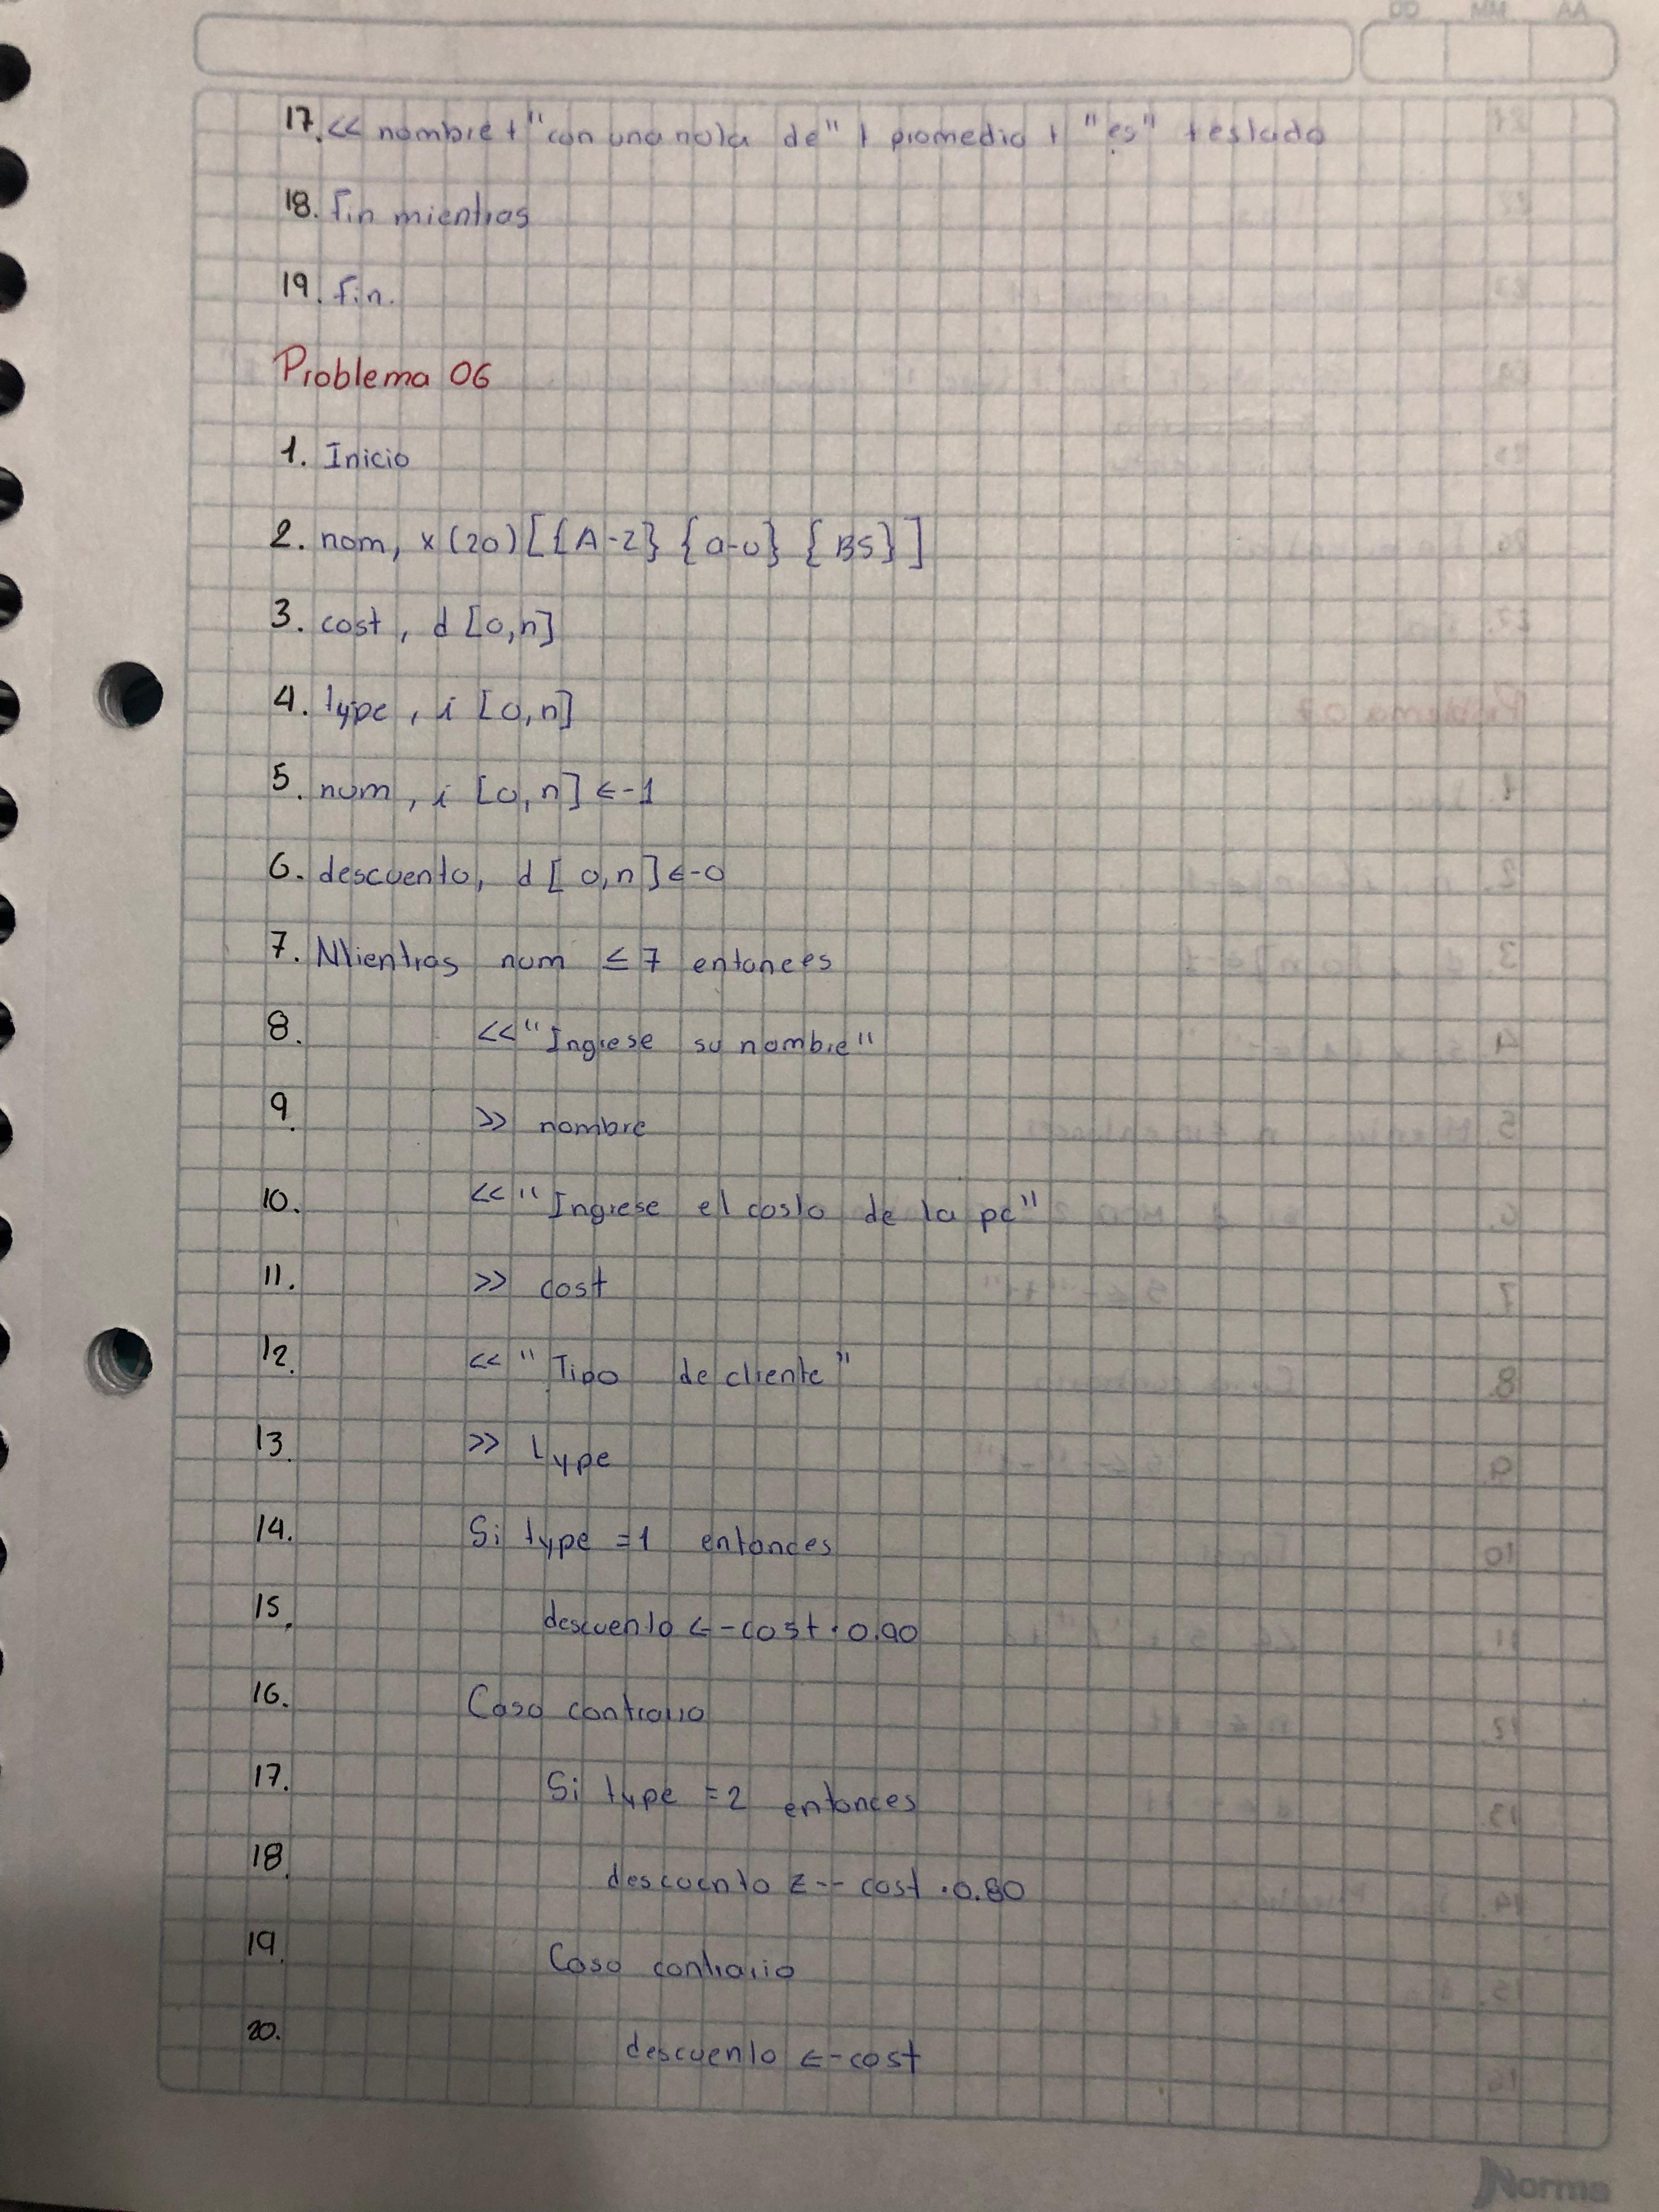 DD MM AA
17. << nombre + "con una nota de" + promedio + "es" + estado
18. fin mientras
19. fin.
Problema 06
1. Inicio
2. nom, x (20) [{A-Z} {a-u} {BS}]
3. cost, d [0,n]
4. type, i [0,n]
5. num, i [0,n] <-1
6. descuento, d [0,n] <-0
7. Mientras num ≤ 7 entonces
8. << "Ingrese su nombre"
9. >> nombre
10. << "Ingrese el costo de la pc"
11. >> cost
12. << "Tipo de cliente"
13. >> type
14. Si type = 1 entonces
15. descuento <- cost · 0.90
16. Caso contrario
17. Si type = 2 entonces
18. descuento <-- cost · 0.80
19. Caso contrario
20. descuento <- cost
Norma